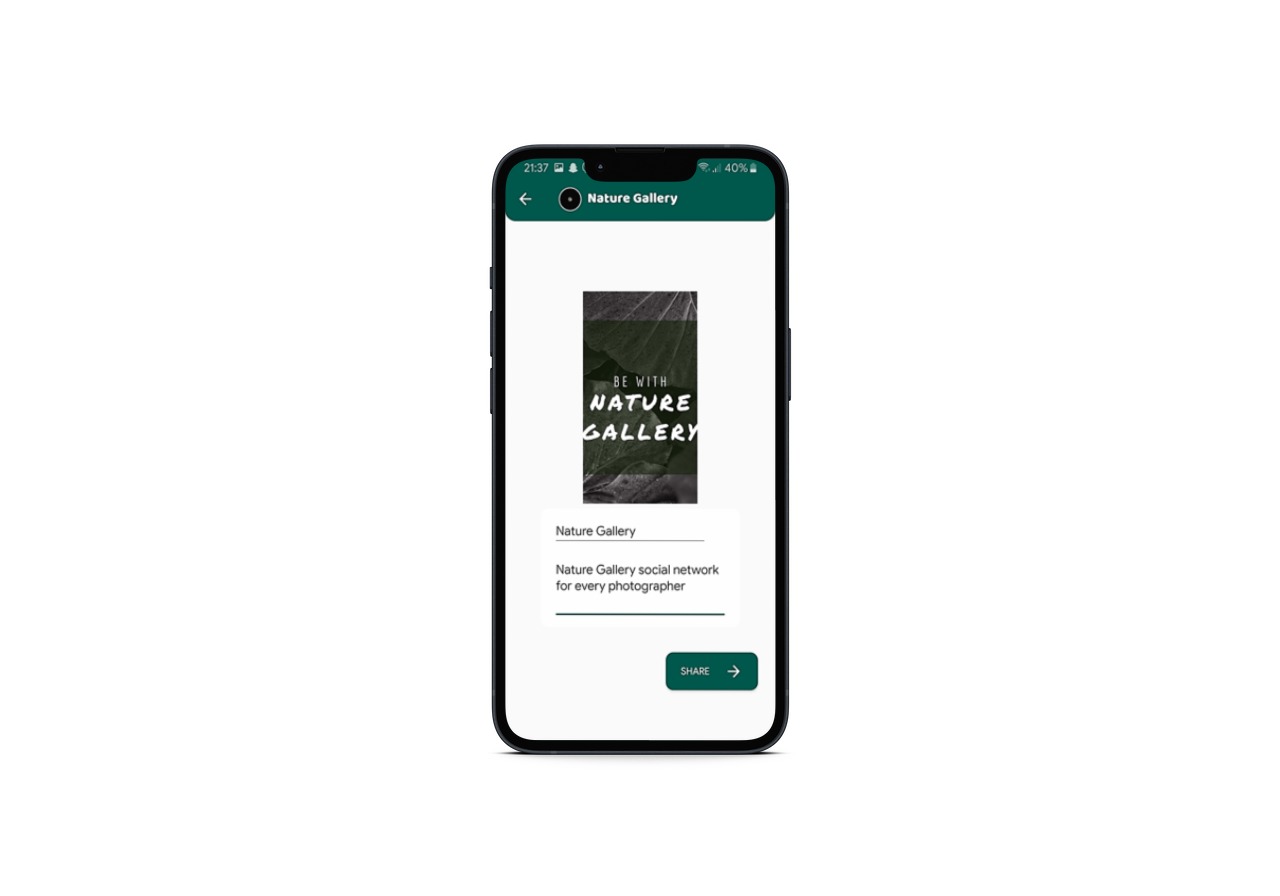 21:37 40%
Nature Gallery
BE WITH
NATURE
GALLERY
Nature Gallery
Nature Gallery social network
for every photographer
SHARE